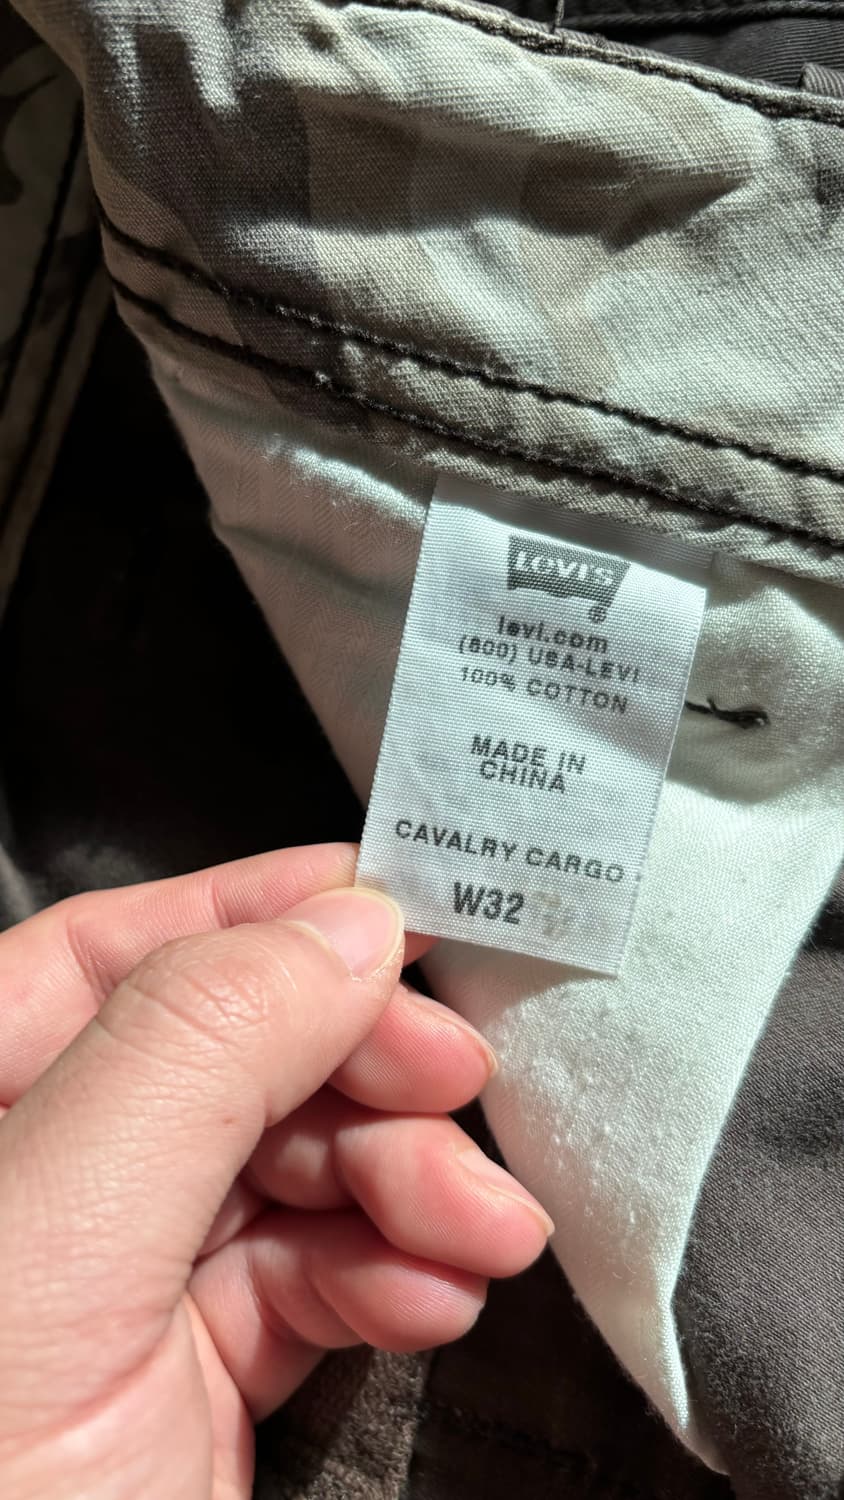 Levi's
®
levi.com
(800) USA-LEVI
100% COTTON
MADE IN
CHINA
CAVALRY CARGO
W32